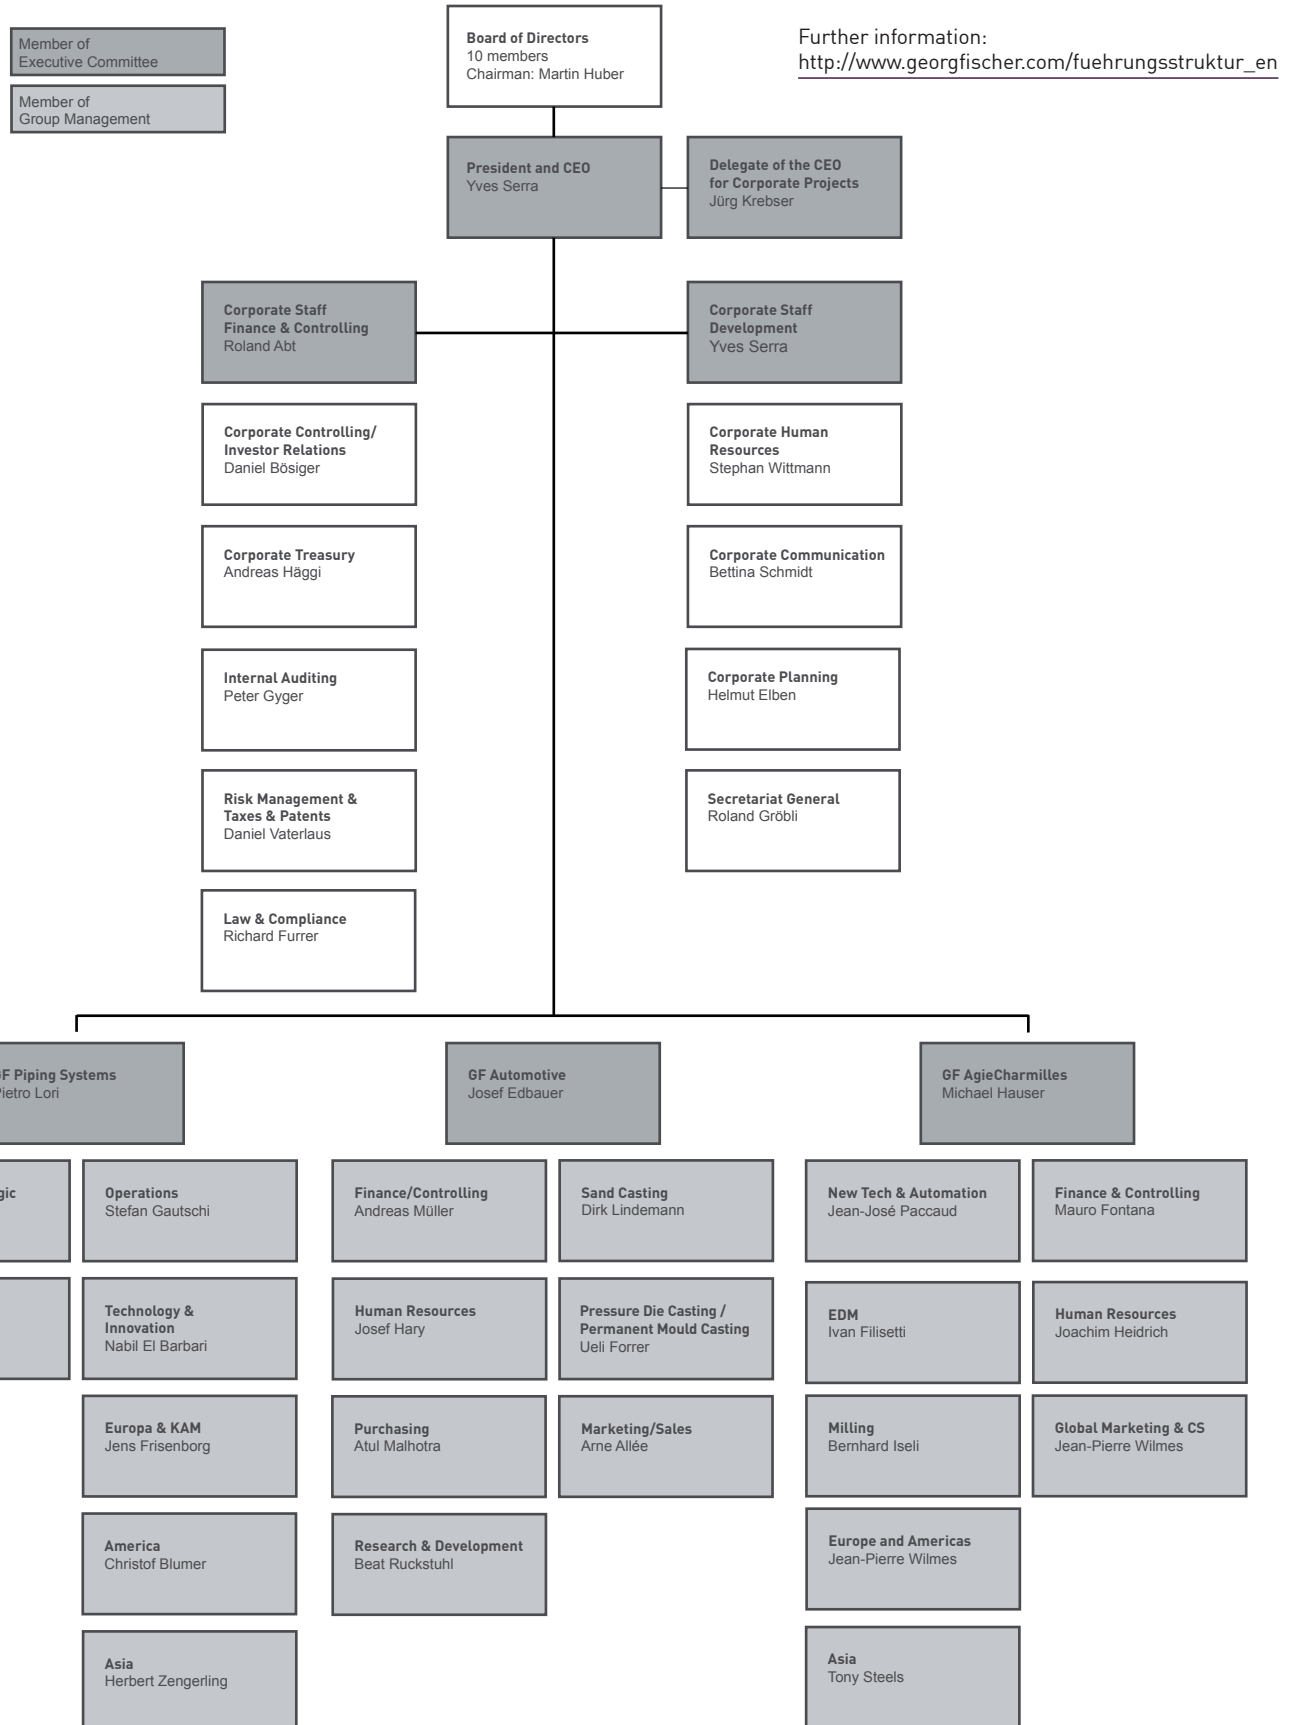 Member of
Executive Committee
Member of
Group Management
Board of Directors
10 members
Chairman: Martin Huber
Further information:
http://www.georgfischer.com/fuehrungsstruktur_en
President and CEO
Yves Serra
Delegate of the CEO
for Corporate Projects
Jürg Krebser
Corporate Staff
Finance & Controlling
Roland Abt
Corporate Staff
Development
Yves Serra
Corporate Controlling/
Investor Relations
Daniel Bösiger
Corporate Human
Resources
Stephan Wittmann
Corporate Treasury
Andreas Häggi
Corporate Communication
Bettina Schmidt
Internal Auditing
Peter Gyger
Corporate Planning
Helmut Elben
Risk Management &
Taxes & Patents
Daniel Vaterlaus
Secretariat General
Roland Gröbli
Law & Compliance
Richard Furrer
GF Piping Systems
Pietro Lori
GF Automotive
Josef Edbauer
GF AgieCharmilles
Michael Hauser
Operations
Stefan Gautschi
Finance/Controlling
Andreas Müller
Sand Casting
Dirk Lindemann
New Tech & Automation
Jean-José Paccaud
Finance & Controlling
Mauro Fontana
Technology &
Innovation
Nabil El Barbari
Human Resources
Josef Hary
Pressure Die Casting /
Permanent Mould Casting
Ueli Forrer
EDM
Ivan Filisetti
Human Resources
Joachim Heidrich
Europa & KAM
Jens Frisenborg
Purchasing
Atul Malhotra
Marketing/Sales
Arne Allée
Milling
Bernhard Iseli
Global Marketing & CS
Jean-Pierre Wilmes
America
Christof Blumer
Research & Development
Beat Ruckstuhl
Europe and Americas
Jean-Pierre Wilmes
Asia
Herbert Zengerling
Asia
Tony Steels